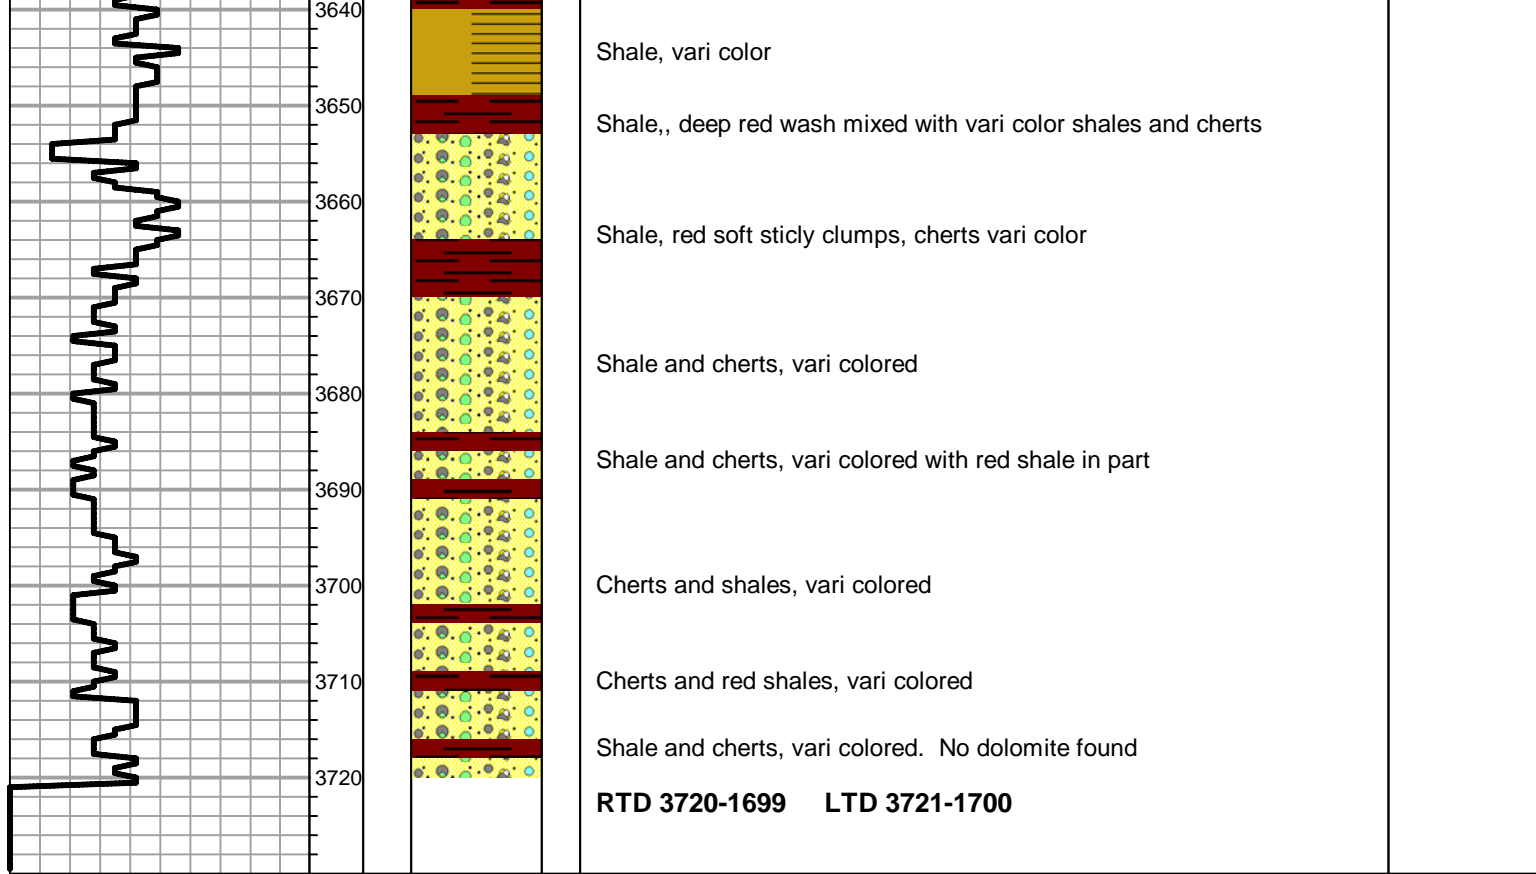 3640
Shale, vari color
3650
Shale,, deep red wash mixed with vari color shales and cherts
3660
Shale, red soft sticly clumps, cherts vari color
3670
Shale and cherts, vari colored
3680
Shale and cherts, vari colored with red shale in part
3690
3700
Cherts and shales, vari colored
3710
Cherts and red shales, vari colored
Shale and cherts, vari colored.  No dolomite found
3720
RTD 3720-1699     LTD 3721-1700